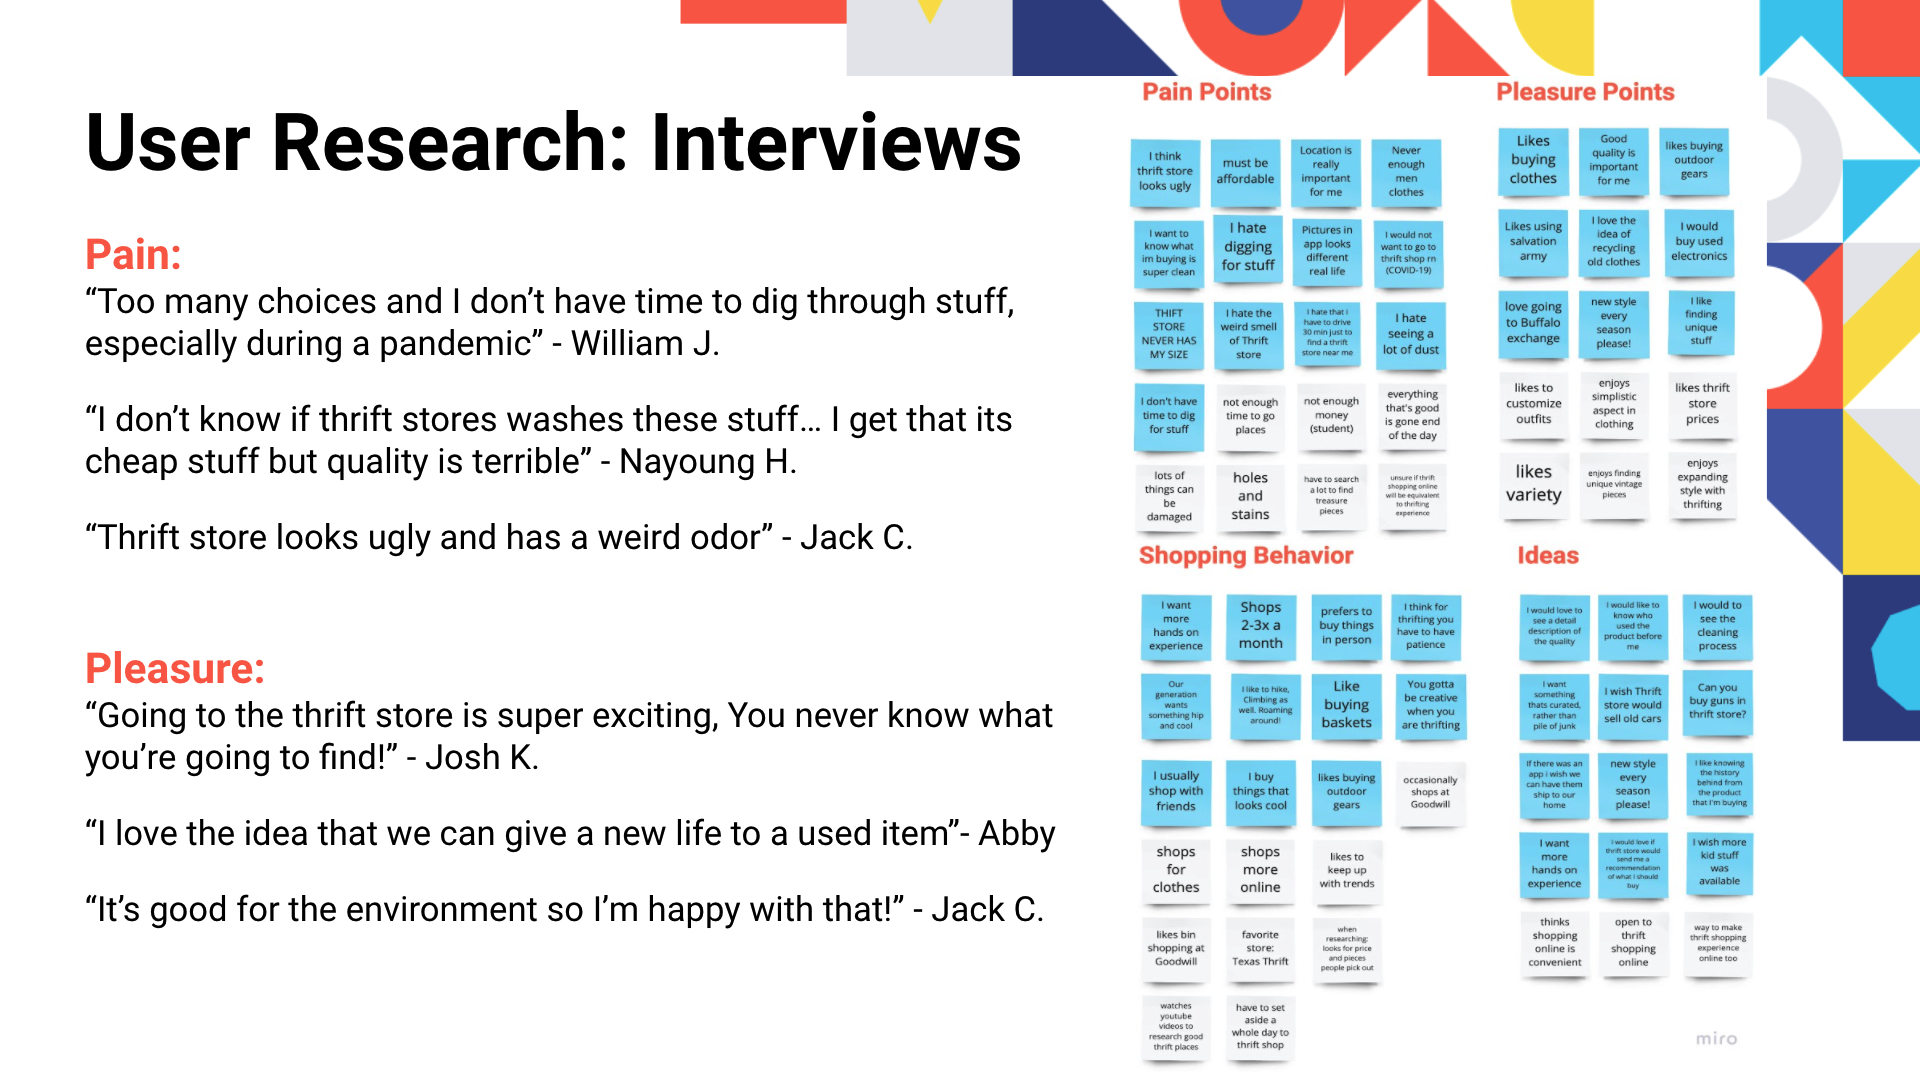 User Research: Interviews
Pain:
“Too many choices and I don’t have time to dig through stuff,
especially during a pandemic” - William J.
“I don’t know if thrift stores washes these stuff... I get that its
cheap stuff but quality is terrible” - Nayoung H.
“Thrift store looks ugly and has a weird odor” - Jack C.
Pleasure:
“Going to the thrift store is super exciting, You never know what
you’re going to find!” - Josh K.
“I love the idea that we can give a new life to a used item”- Abby
“It’s good for the environment so I’m happy with that!” - Jack C.
Pain Points
I think
thrift store
looks ugly
must be
affordable
Location is
really
important
for me
Never
enough
men
clothes
I want to
know what
im buying is
super clean
I hate
digging
for stuff
Pictures in
app looks
different
real life
I would not
want to go to
thrift shop rn
(COVID-19)
THIFT
STORE
NEVER HAS
MY SIZE
I hate the
weird smell
of Thrift
store
I hate that i
have to drive
30 min just to
find a thrift
store near me
I hate
seeing a
lot of dust
I don't have
time to dig
for stuff
not enough
time to go
places
not enough
money
(student)
everything
that's good
is gone end
of the day
lots of
things can
be
damaged
holes
and
stains
have to search
a lot to find
treasure
pieces
unsure if thrift
shopping online
will be equivalent
to thrifting
experience
Pleasure Points
Likes
buying
clothes
Good
quality is
important
for me
likes buying
outdoor
gears
Likes using
salvation
army
I love the
idea of
recycling
old clothes
I would
buy used
electronics
love going
to Buffalo
exchange
new style
every
season
please!
I like
finding
unique
stuff
likes to
customize
outfits
enjoys
simplistic
aspect in
clothing
likes thrift
store
prices
likes
variety
enjoys finding
unique vintage
pieces
enjoys
expanding
style with
thrifting
Shopping Behavior
I want
more
hands on
experience
Shops
2-3x a
month
prefers to
buy things
in person
I think for
thrifting you
have to have
patience
Our
generation
wants
something hip
and cool
I like to hike,
Climbing as
well. Roaming
around!
Like
buying
baskets
You gotta
be creative
when you
are thrifting
I usually
shop with
friends
I buy
things that
looks cool
likes buying
outdoor
gears
occasionally
shops at
Goodwill
shops
for
clothes
shops
more
online
likes to
keep up
with trends
likes bin
shopping at
Goodwill
favorite
store:
Texas Thrift
when
researching:
looks for price
and pieces
people pick out
watches
youtube
videos to
research good
thrift places
have to set
aside a
whole day to
thrift shop
Ideas
I would love to
see a detail
description of
the quality
I would like to
know who
used the
product before
me
I would to
see the
cleaning
process
I want
something
thats curated,
rather than
pile of junk
I wish Thrift
store would
sell old cars
Can you
buy guns in
thrift store?
If there was an
app i wish we
can have them
ship to our
home
new style
every
season
please!
I like knowing
the history
behind from
the product
that I'm buying
I want
more
hands on
experience
I would love if
thrift store would
send me a
recommendation
of what I should
buy
I wish more
kid stuff
was
available
thinks
shopping
online is
convenient
open to
thrift
shopping
online
way to make
thrift shopping
experience
online too
miro